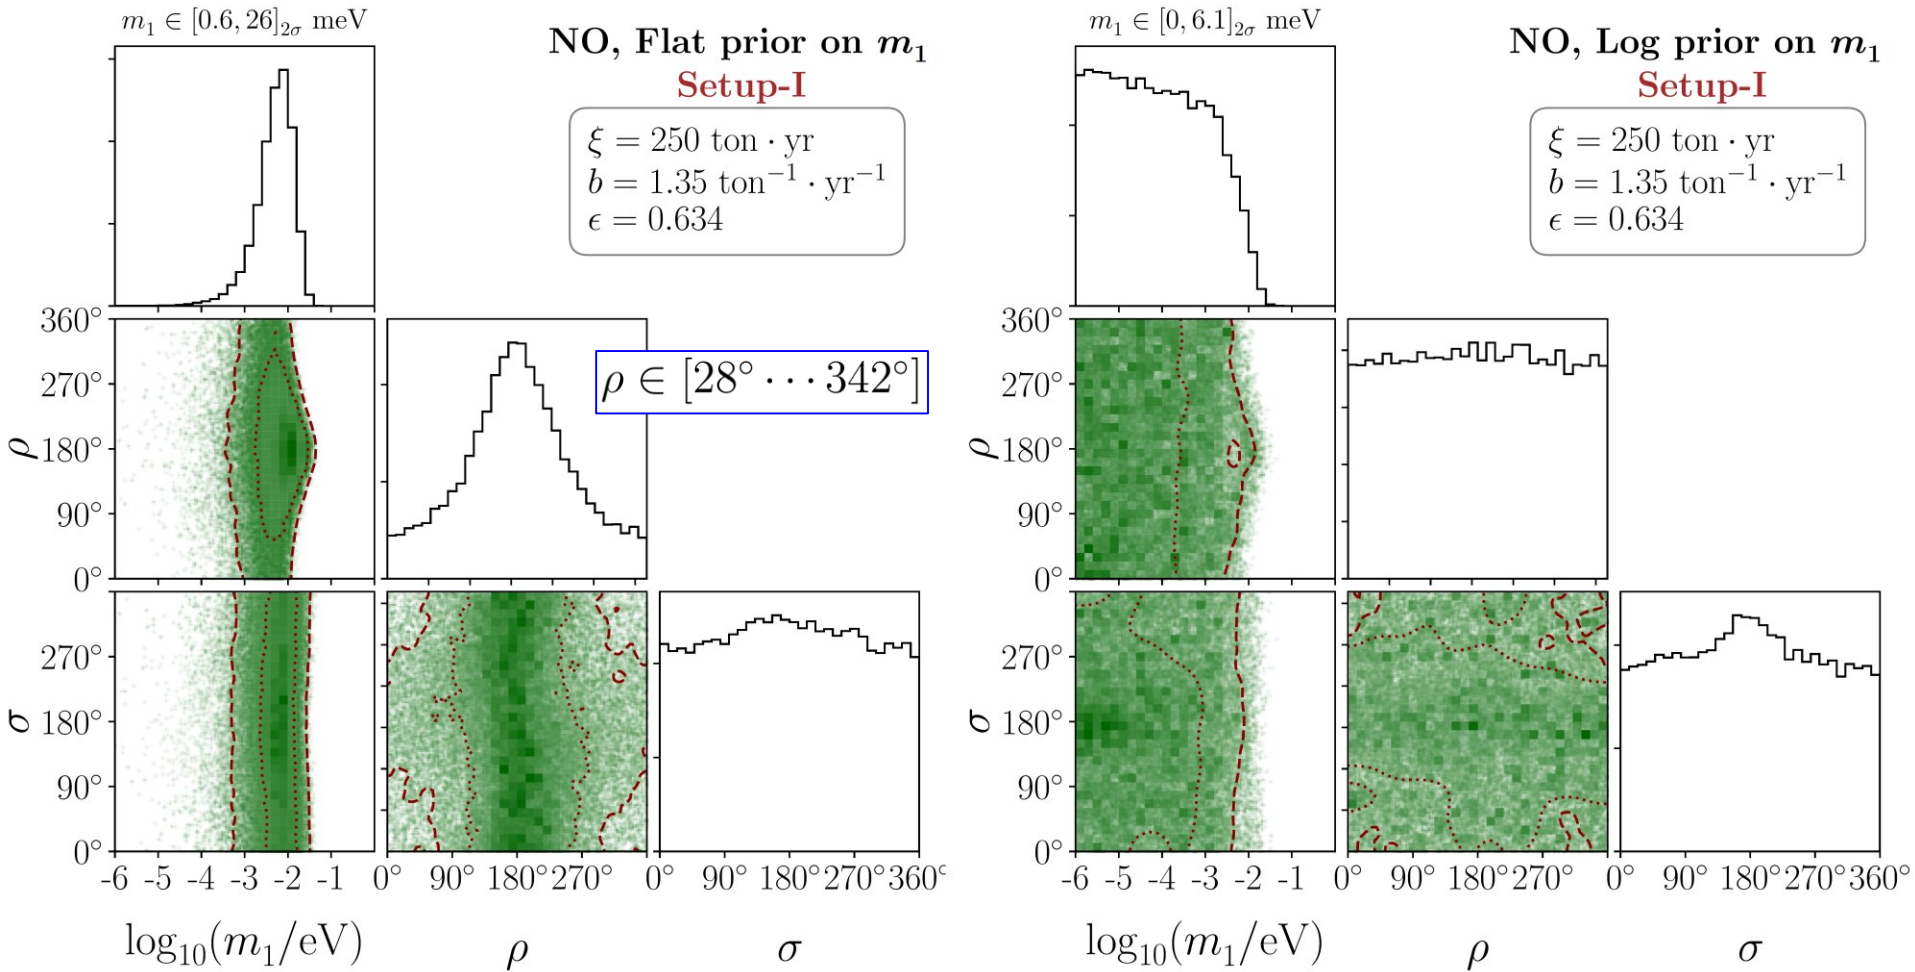 m₁ ∈ [0.6, 26]₂σ meV
NO, Flat prior on m₁
Setup-I
ξ = 250 ton · yr
b = 1.35 ton⁻¹ · yr⁻¹
ϵ = 0.634
360°
270°
180°
90°
0°
ρ
ρ ∈ [28° ··· 342°]
270°
180°
90°
0°
σ
-6 -5 -4 -3 -2 -1
0° 90° 180° 270°
0° 90° 180° 270° 360°
log₁₀(m₁/eV)
ρ
σ
m₁ ∈ [0, 6.1]₂σ meV
NO, Log prior on m₁
Setup-I
ξ = 250 ton · yr
b = 1.35 ton⁻¹ · yr⁻¹
ϵ = 0.634
360°
270°
180°
90°
0°
ρ
270°
180°
90°
0°
σ
-6 -5 -4 -3 -2 -1
0° 90° 180° 270°
0° 90° 180° 270° 360°
log₁₀(m₁/eV)
ρ
σ